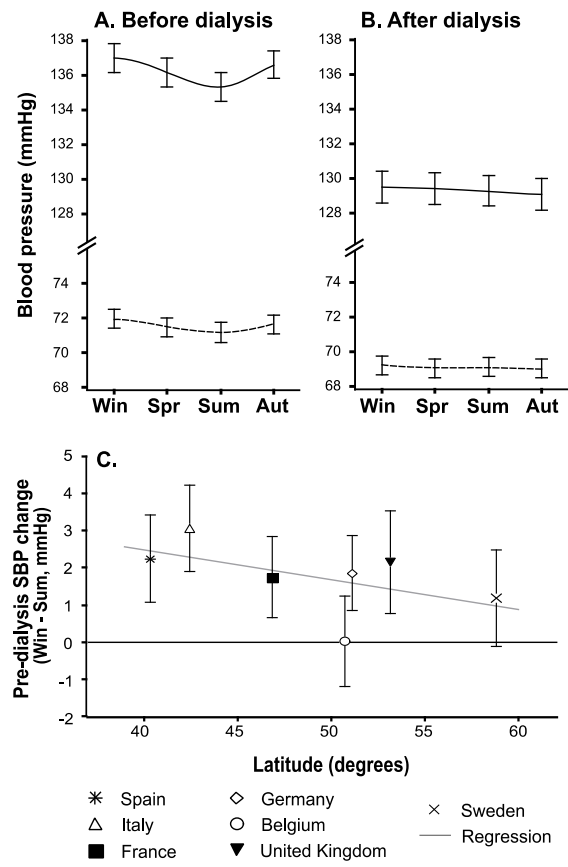 A. Before dialysis
B. After dialysis
Blood pressure (mmHg)
138
136
134
132
130
128
74
72
70
68
Win Spr Sum Aut
138
136
134
132
130
128
72
70
68
Win Spr Sum Aut
C.
Pre-dialysis SBP change
(Win - Sum, mmHg)
5
4
3
2
1
0
-1
-2
40 45 50 55 60
Latitude (degrees)
Spain
Italy
France
Germany
Belgium
United Kingdom
Sweden
Regression